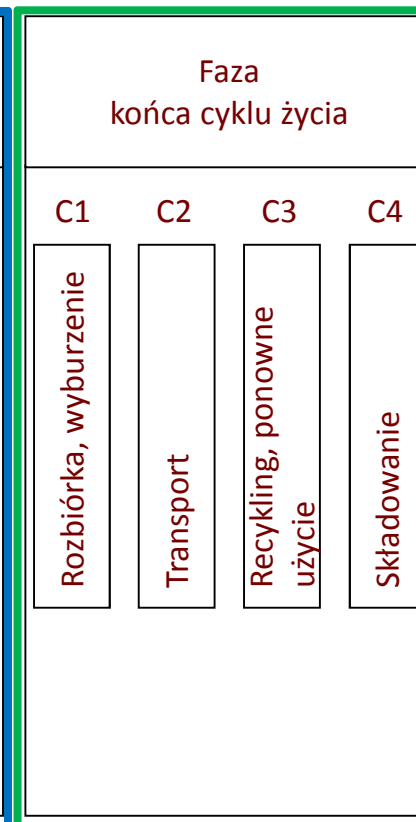 Faza
końca cyklu życia
C1
C2
C3
C4
Rozbiórka, wyburzenie
Transport
Recykling, ponowne
użycie
Składowanie